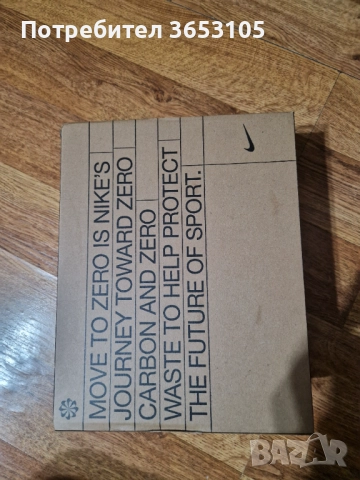 Потребител 3653105
MOVE TO ZERO IS NIKE'S
JOURNEY TOWARD ZERO
CARBON AND ZERO
WASTE TO HELP PROTECT
THE FUTURE OF SPORT.
BAZAR